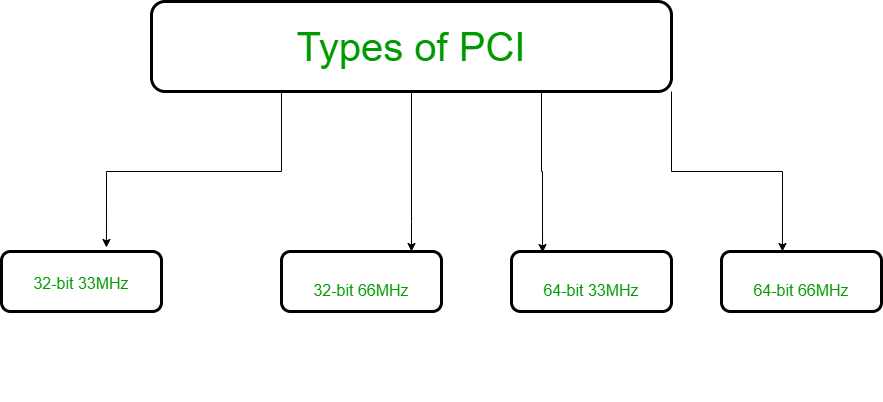 Types of PCI
32-bit 33MHz
32-bit 66MHz
64-bit 33MHz
64-bit 66MHz